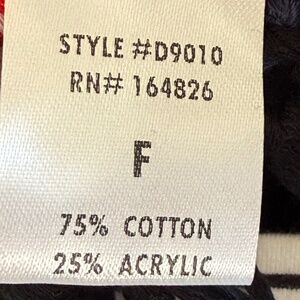 STYLE #D9010
RN# 164826
F
75% COTTON
25% ACRYLIC